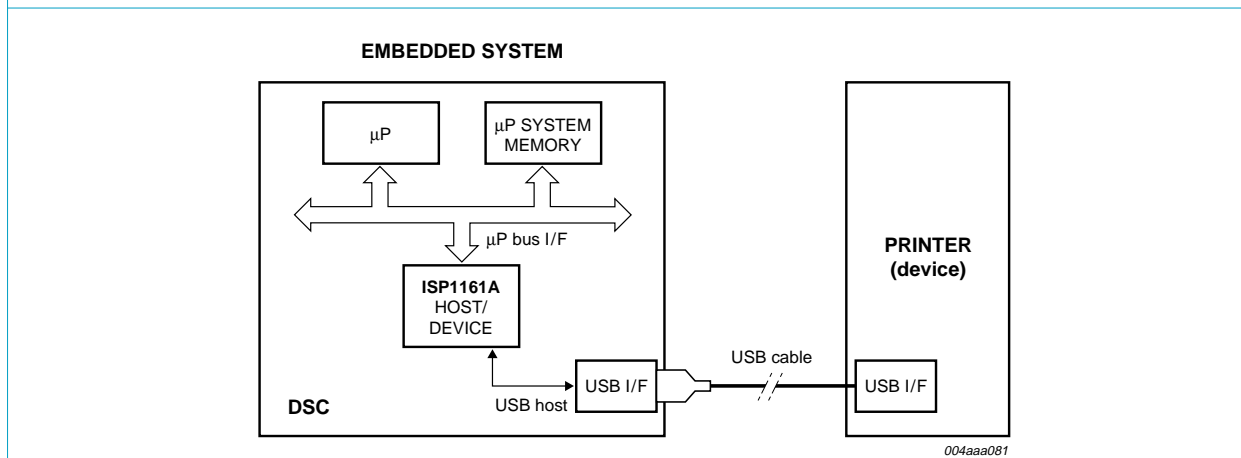 EMBEDDED SYSTEM
μP
μP SYSTEM
MEMORY
μP bus I/F
ISP1161A
HOST/
DEVICE
USB host
USB I/F
DSC
USB cable
PRINTER
(device)
USB I/F
004aaa081